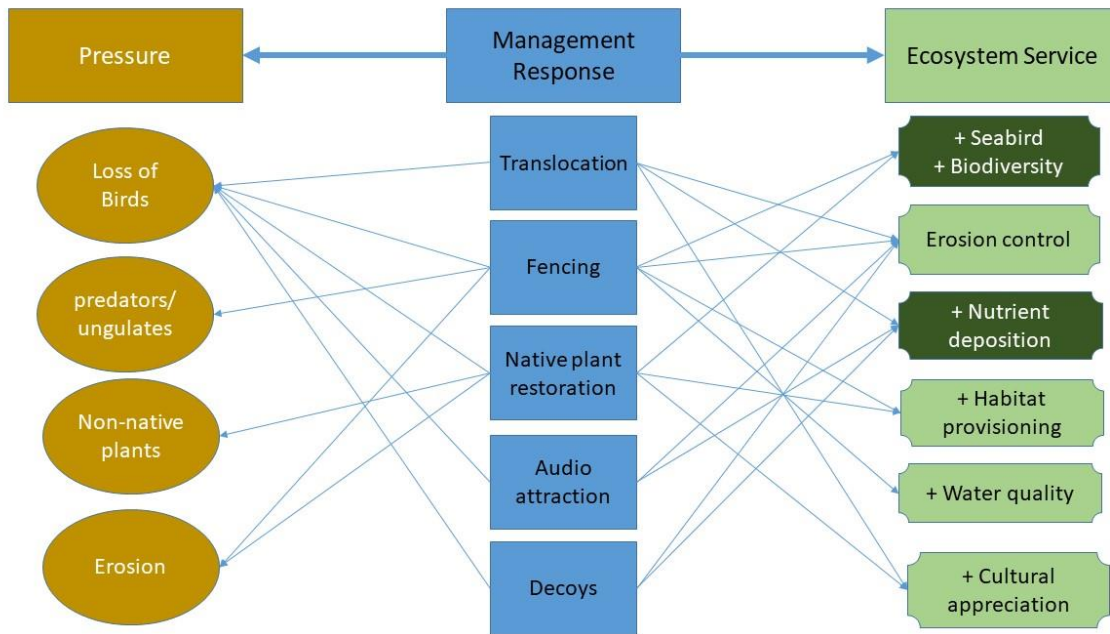 Pressure
Management
Response
Ecosystem Service
Loss of
Birds
predators/
ungulates
Non-native
plants
Erosion
Translocation
Fencing
Native plant
restoration
Audio
attraction
Decoys
+ Seabird
+ Biodiversity
Erosion control
+ Nutrient
deposition
+ Habitat
provisioning
+ Water quality
+ Cultural
appreciation